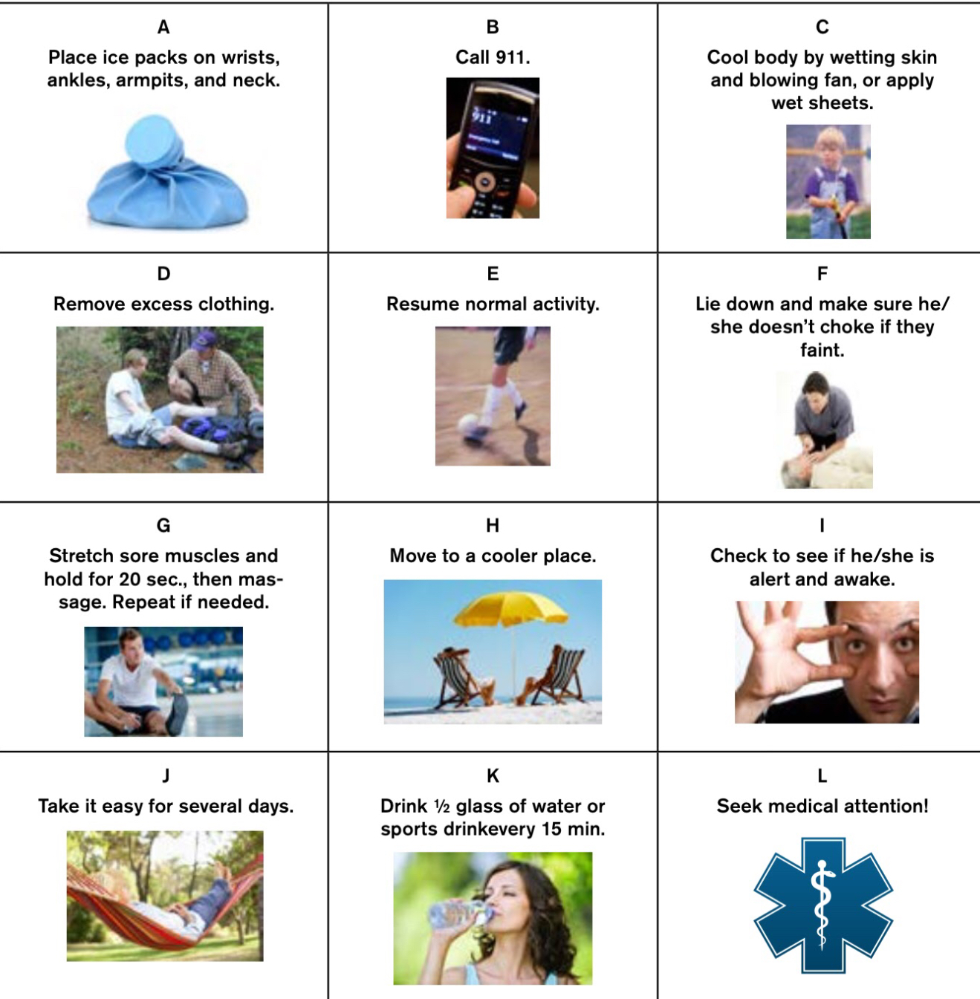 A
Place ice packs on wrists,
ankles, armpits, and neck.
B
Call 911.
911
C
Cool body by wetting skin
and blowing fan, or apply
wet sheets.
D
Remove excess clothing.
E
Resume normal activity.
F
Lie down and make sure he/
she doesn’t choke if they
faint.
G
Stretch sore muscles and
hold for 20 sec., then mas-
sage. Repeat if needed.
H
Move to a cooler place.
I
Check to see if he/she is
alert and awake.
J
Take it easy for several days.
K
Drink ½ glass of water or
sports drinkevery 15 min.
L
Seek medical attention!